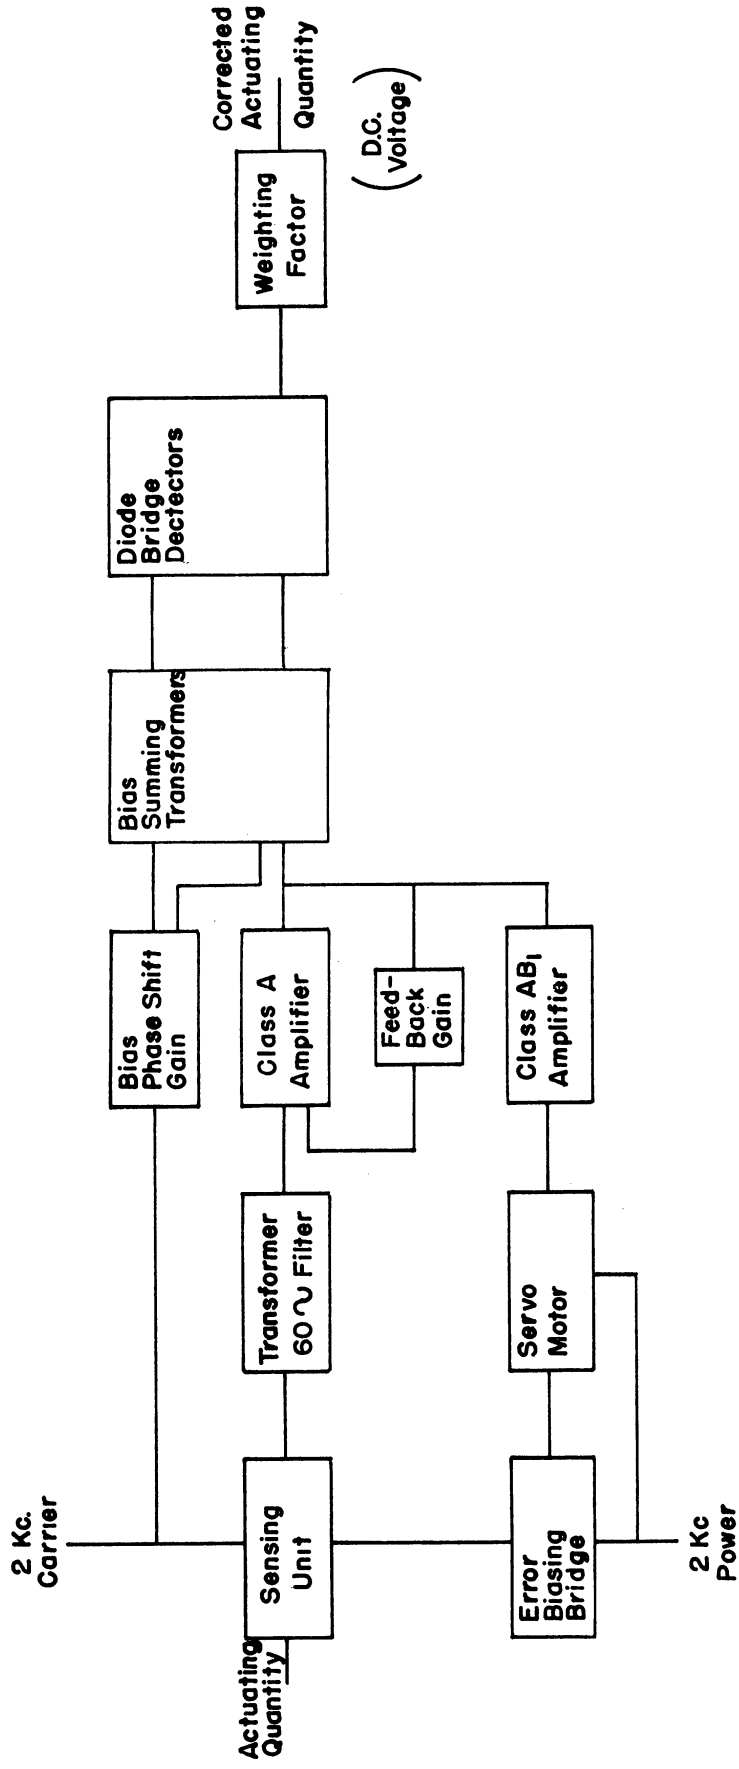 2 Kc.
Carrier
Actuating
Quantity
Sensing
Unit
Error
Biasing
Bridge
2 Kc
Power
Transformer
60 ~ Filter
Servo
Motor
Bias
Phase Shift
Gain
Class A
Amplifier
Feed-
Back
Gain
Class AB₁
Amplifier
Bias
Summing
Transformers
Diode
Bridge
Dectectors
Weighting
Factor
Corrected
Actuating
Quantity
(D.C.
Voltage)